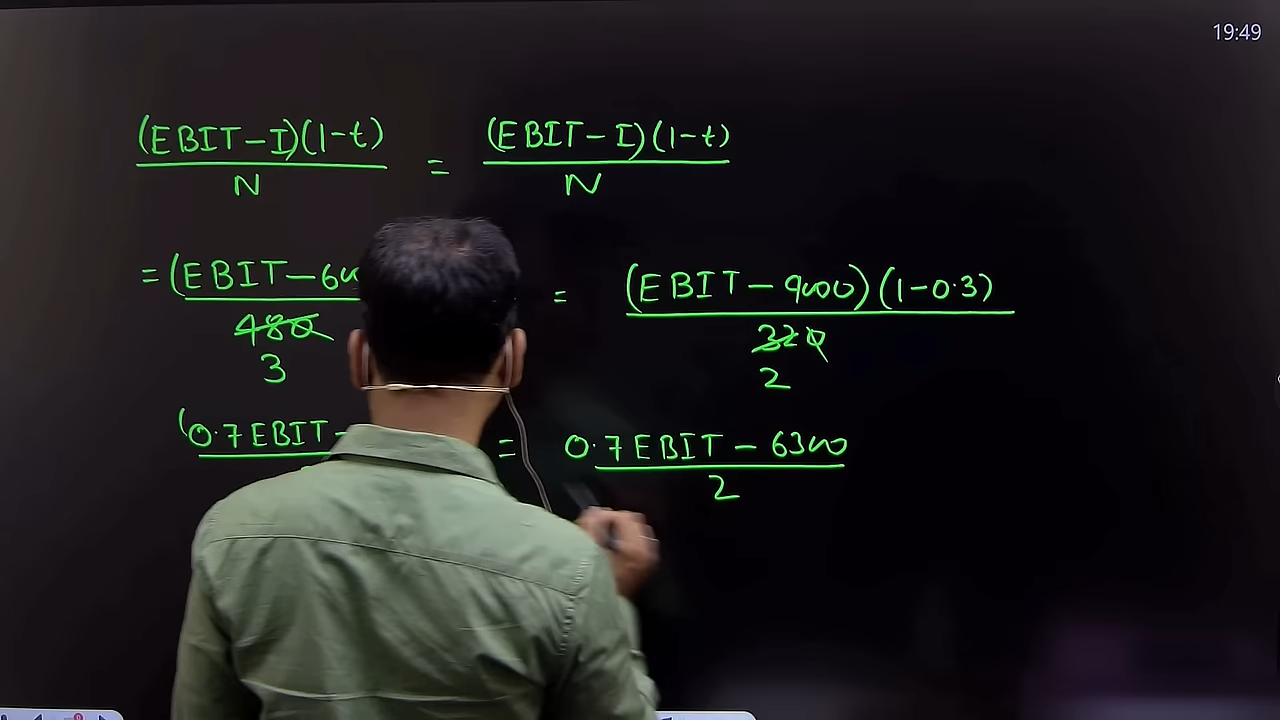 19:49
(EBIT-I)(1-t) = (EBIT-I)(1-t)
N N
= (EBIT-6 = (EBIT-9000)(1-0.3)
480 320
3 2
(0.7EBIT- = 0.7EBIT-6300
2